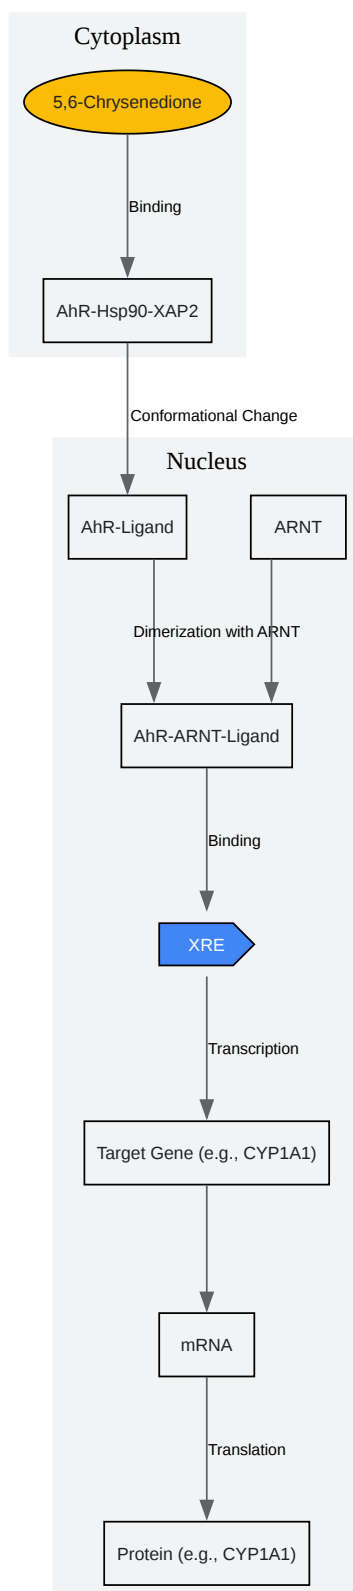 Cytoplasm
5,6-Chrysenedione
Binding
AhR-Hsp90-XAP2
Conformational Change
Nucleus
AhR-Ligand
ARNT
Dimerization with ARNT
AhR-ARNT-Ligand
Binding
XRE
Transcription
Target Gene (e.g., CYP1A1)
mRNA
Translation
Protein (e.g., CYP1A1)